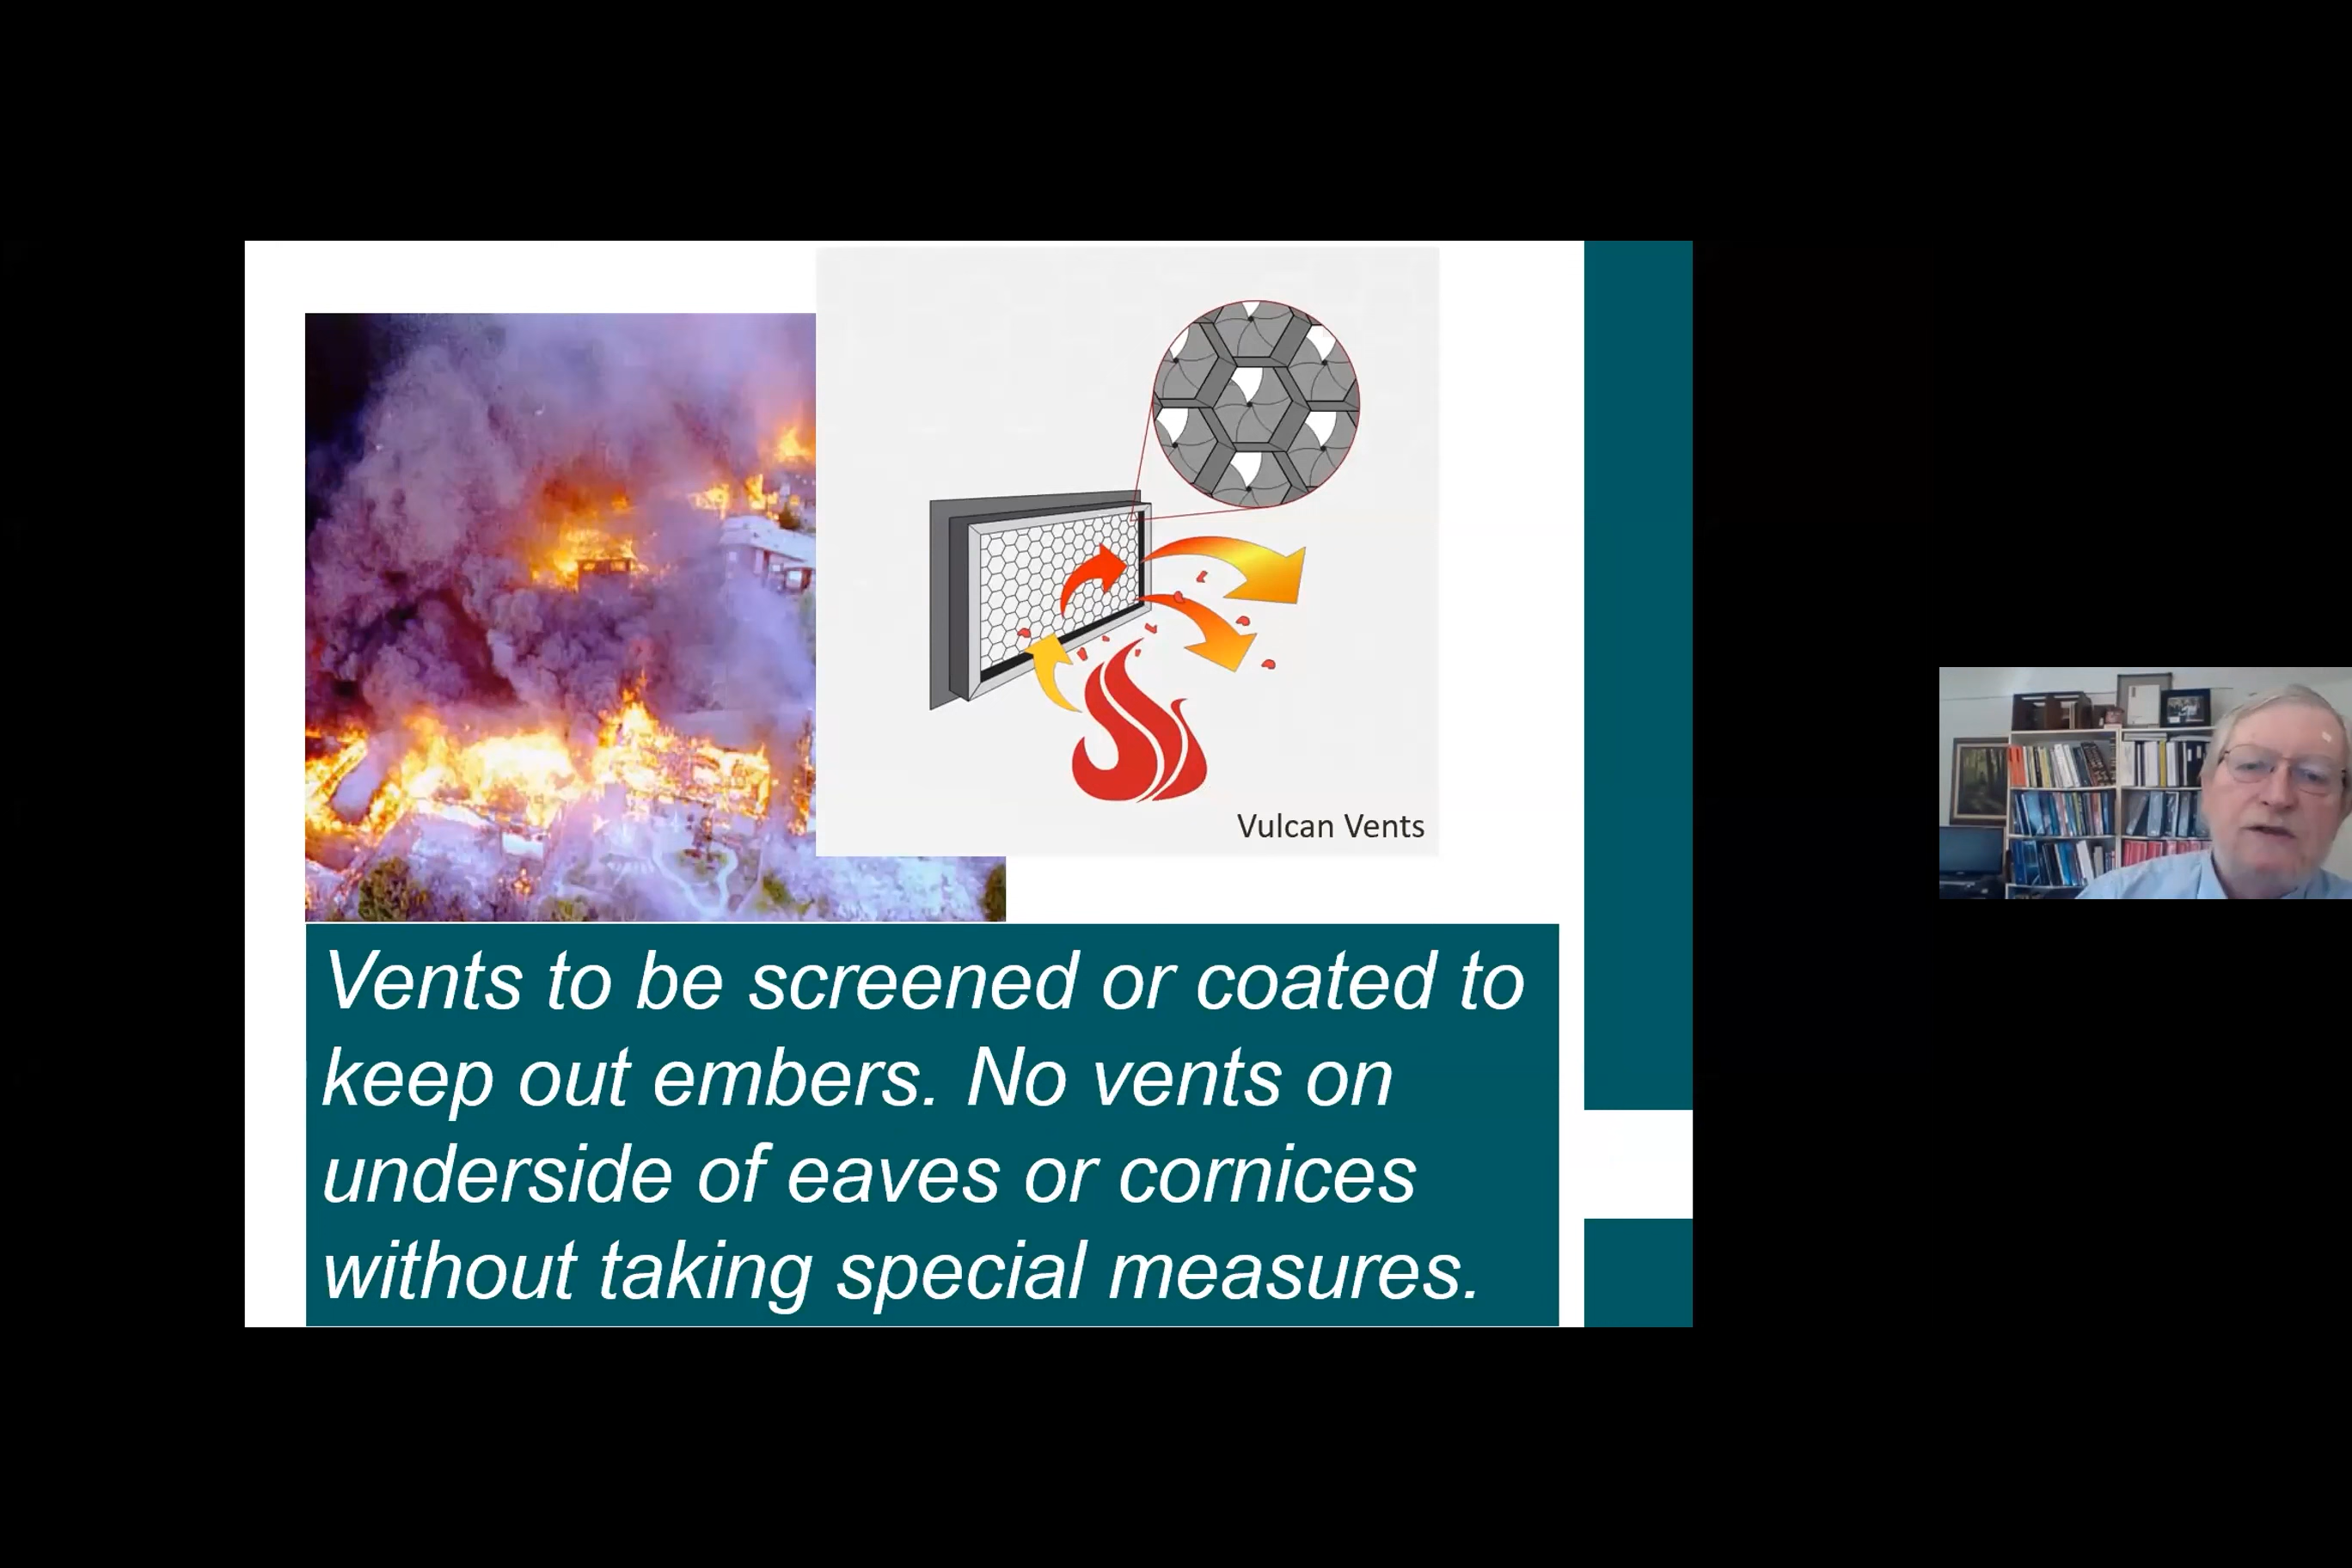 Vulcan Vents
Vents to be screened or coated to
keep out embers. No vents on
underside of eaves or cornices
without taking special measures.